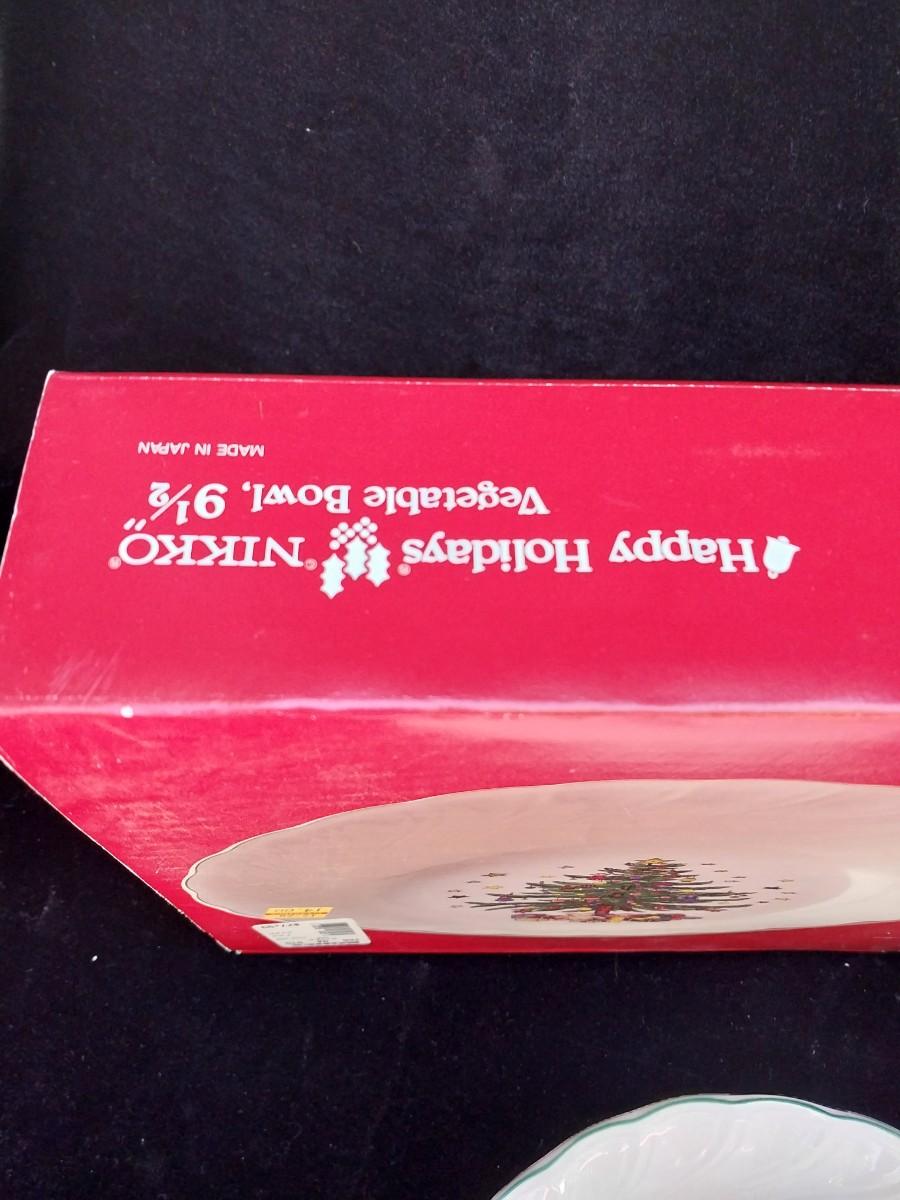 Happy Holidays® ©NIKKO®
Vegetable Bowl, 9½"
MADE IN JAPAN